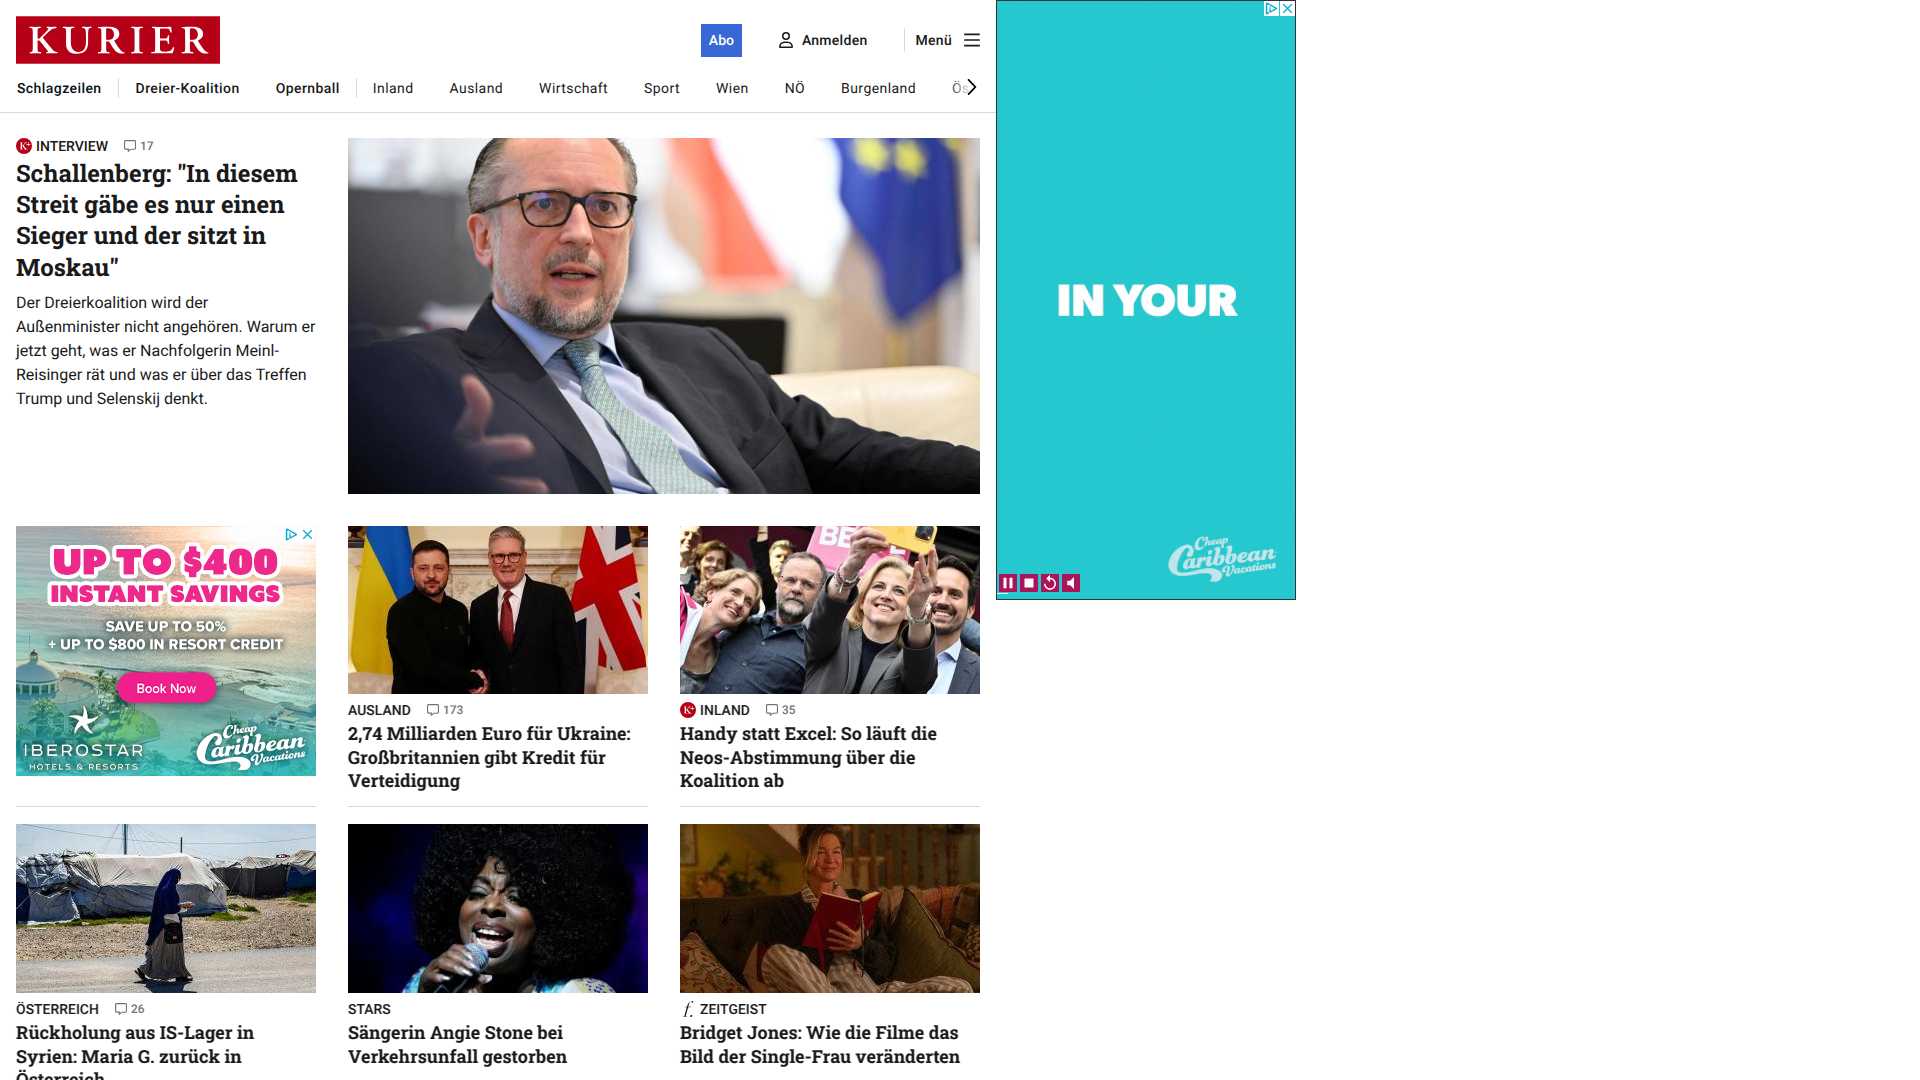 KURIER
Abo
Anmelden
Menü
Schlagzeilen
Dreier-Koalition
Opernball
Inland
Ausland
Wirtschaft
Sport
Wien
NÖ
Burgenland
INTERVIEW
17
Schallenberg: "In diesem
Streit gäbe es nur einen
Sieger und der sitzt in
Moskau"
Der Dreierkoalition wird der
Außenminister nicht angehören. Warum er
jetzt geht, was er Nachfolgerin Meinl-
Reisinger rät und was er über das Treffen
Trump und Selenskij denkt.
IN YOUR
Cheap
Caribbean
Vacations
UP TO $400
INSTANT SAVINGS
SAVE UP TO 50%
+ UP TO $800 IN RESORT CREDIT
Book Now
IBEROSTAR
HOTELS & RESORTS
Cheap
Caribbean
Vacations
AUSLAND
173
2,74 Milliarden Euro für Ukraine:
Großbritannien gibt Kredit für
Verteidigung
INLAND
35
Handy statt Excel: So läuft die
Neos-Abstimmung über die
Koalition ab
ÖSTERREICH
26
Rückholung aus IS-Lager in
Syrien: Maria G. zurück in
Österreich
STARS
Sängerin Angie Stone bei
Verkehrsunfall gestorben
f. ZEITGEIST
Bridget Jones: Wie die Filme das
Bild der Single-Frau veränderten